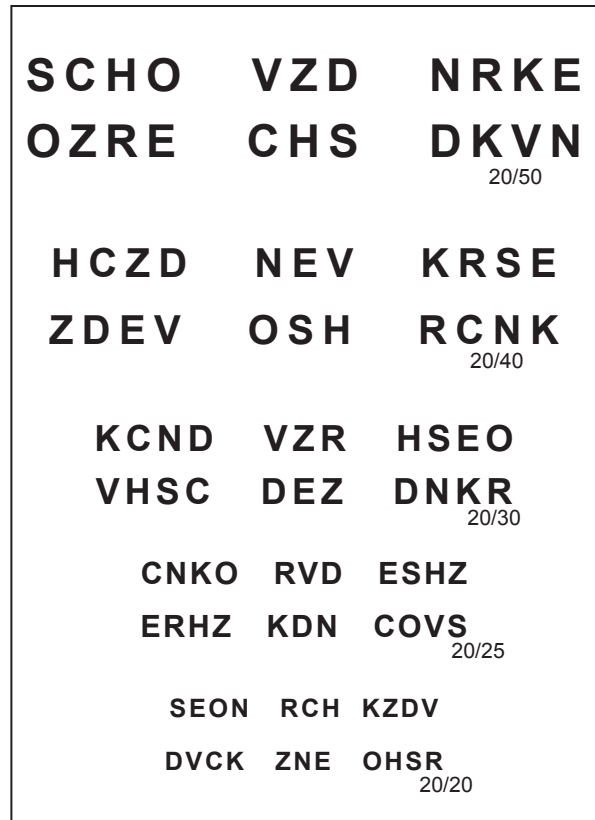 SCHO VZD NRKE
OZRE CHS DKVN
20/50
HCZD NEV KRSE
ZDEV OSH RCNK
20/40
KCND VZR HSEO
VHSC DEZ DNKR
20/30
CNKO RVD ESHZ
ERHZ KDN COVS
20/25
SEON RCH KZDV
DVCK ZNE OHSR
20/20